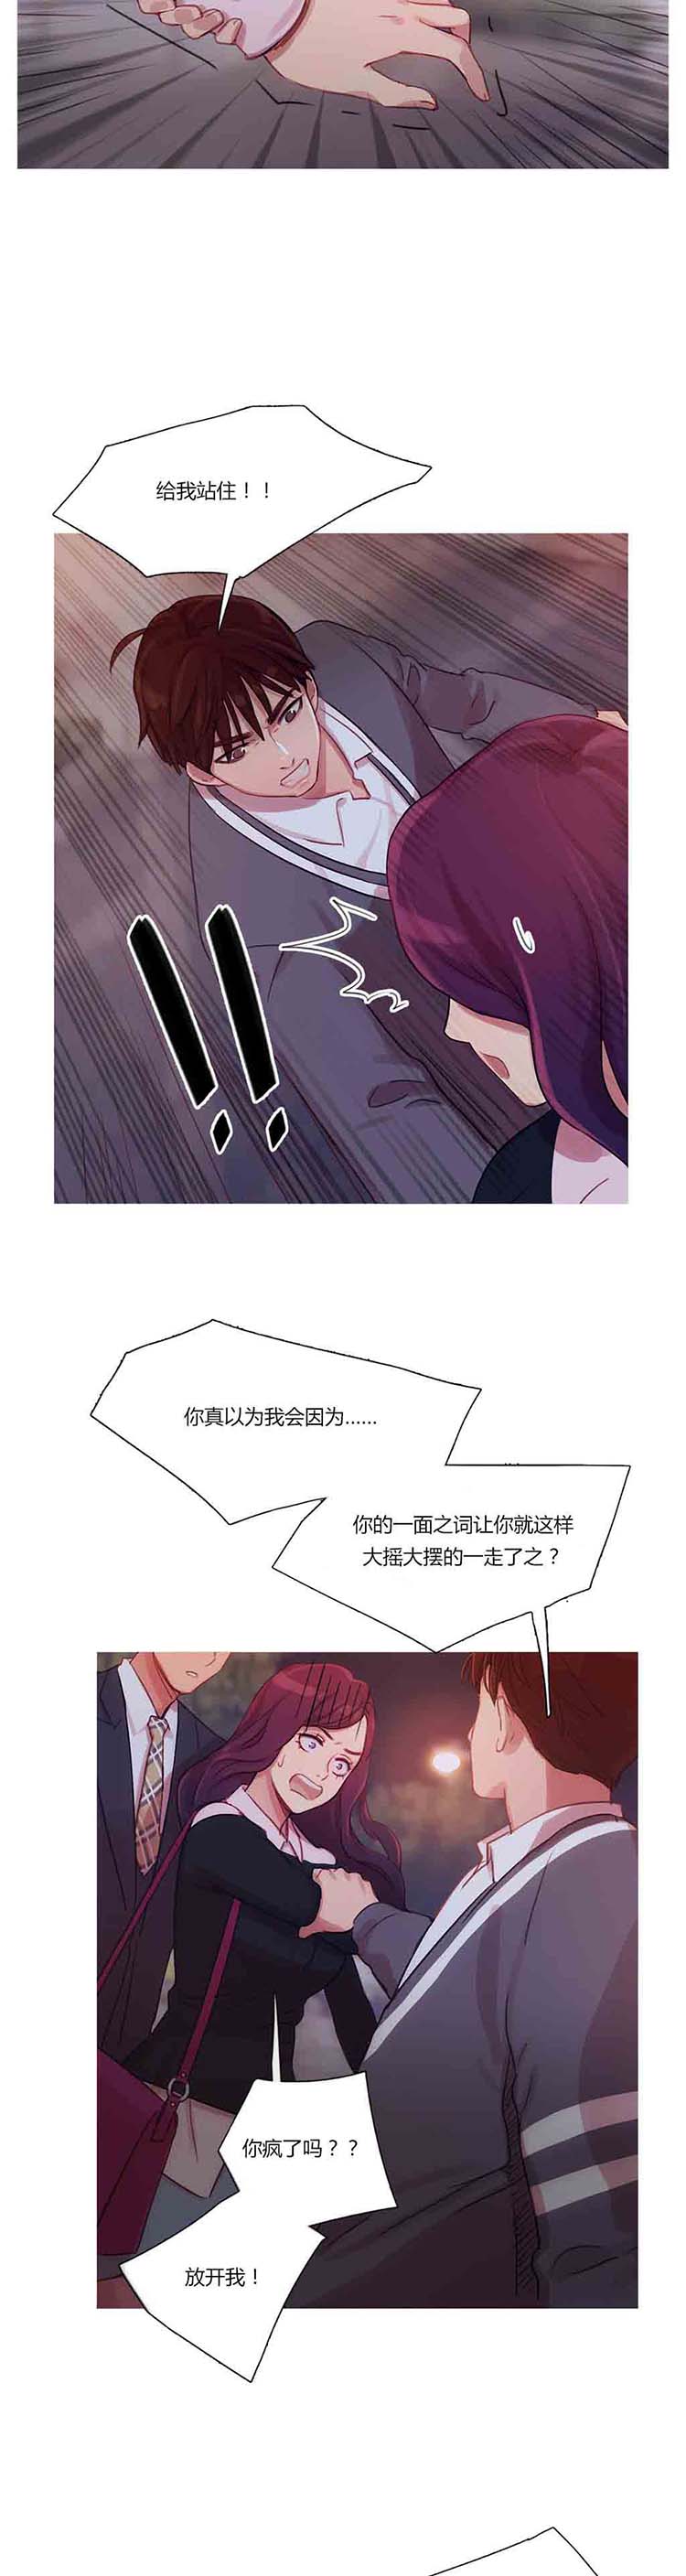 给我站住！！
!!
你真以为我会因为......
你的一面之词让你就这样
大摇大摆的一走了之？
你疯了吗？？
放开我！